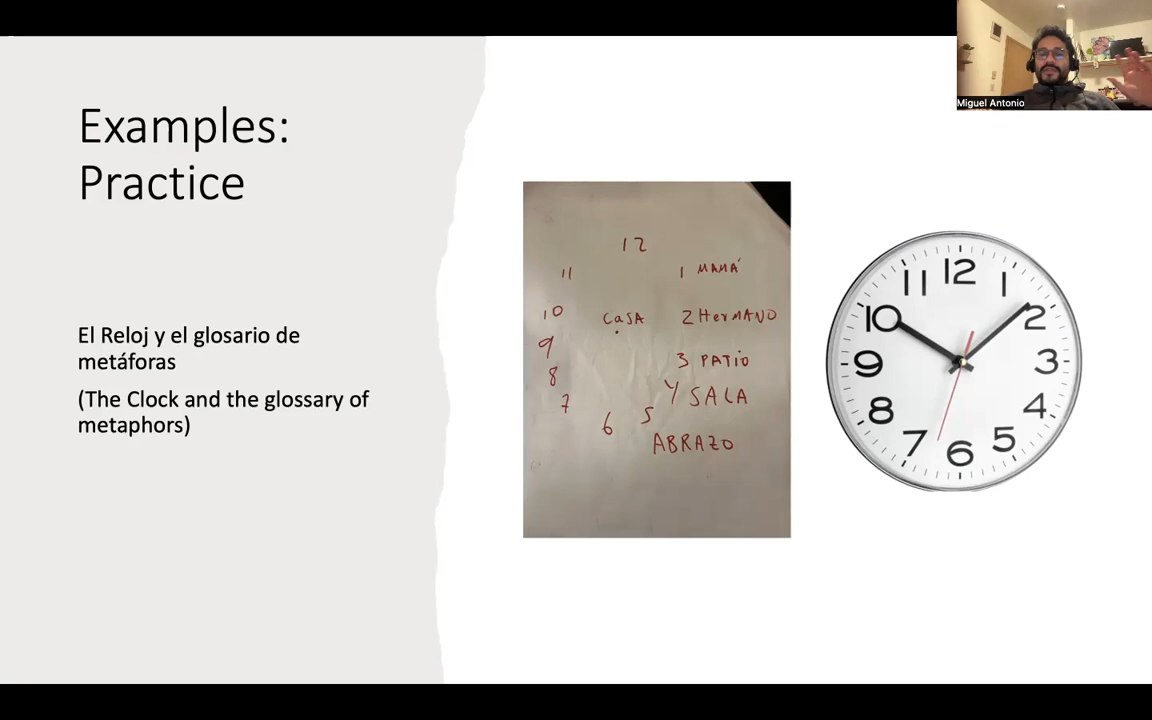 Miguel Antonio
Examples:
Practice
El Reloj y el glosario de
metáforas
(The Clock and the glossary of
metaphors)
12
11
1 MAMÁ
10
CaSA
2 HerMANO
9
3 PATIO
8
4 SALA
7
6
5
ABRAZO
12
11
1
10
2
9
3
8
4
7
5
6